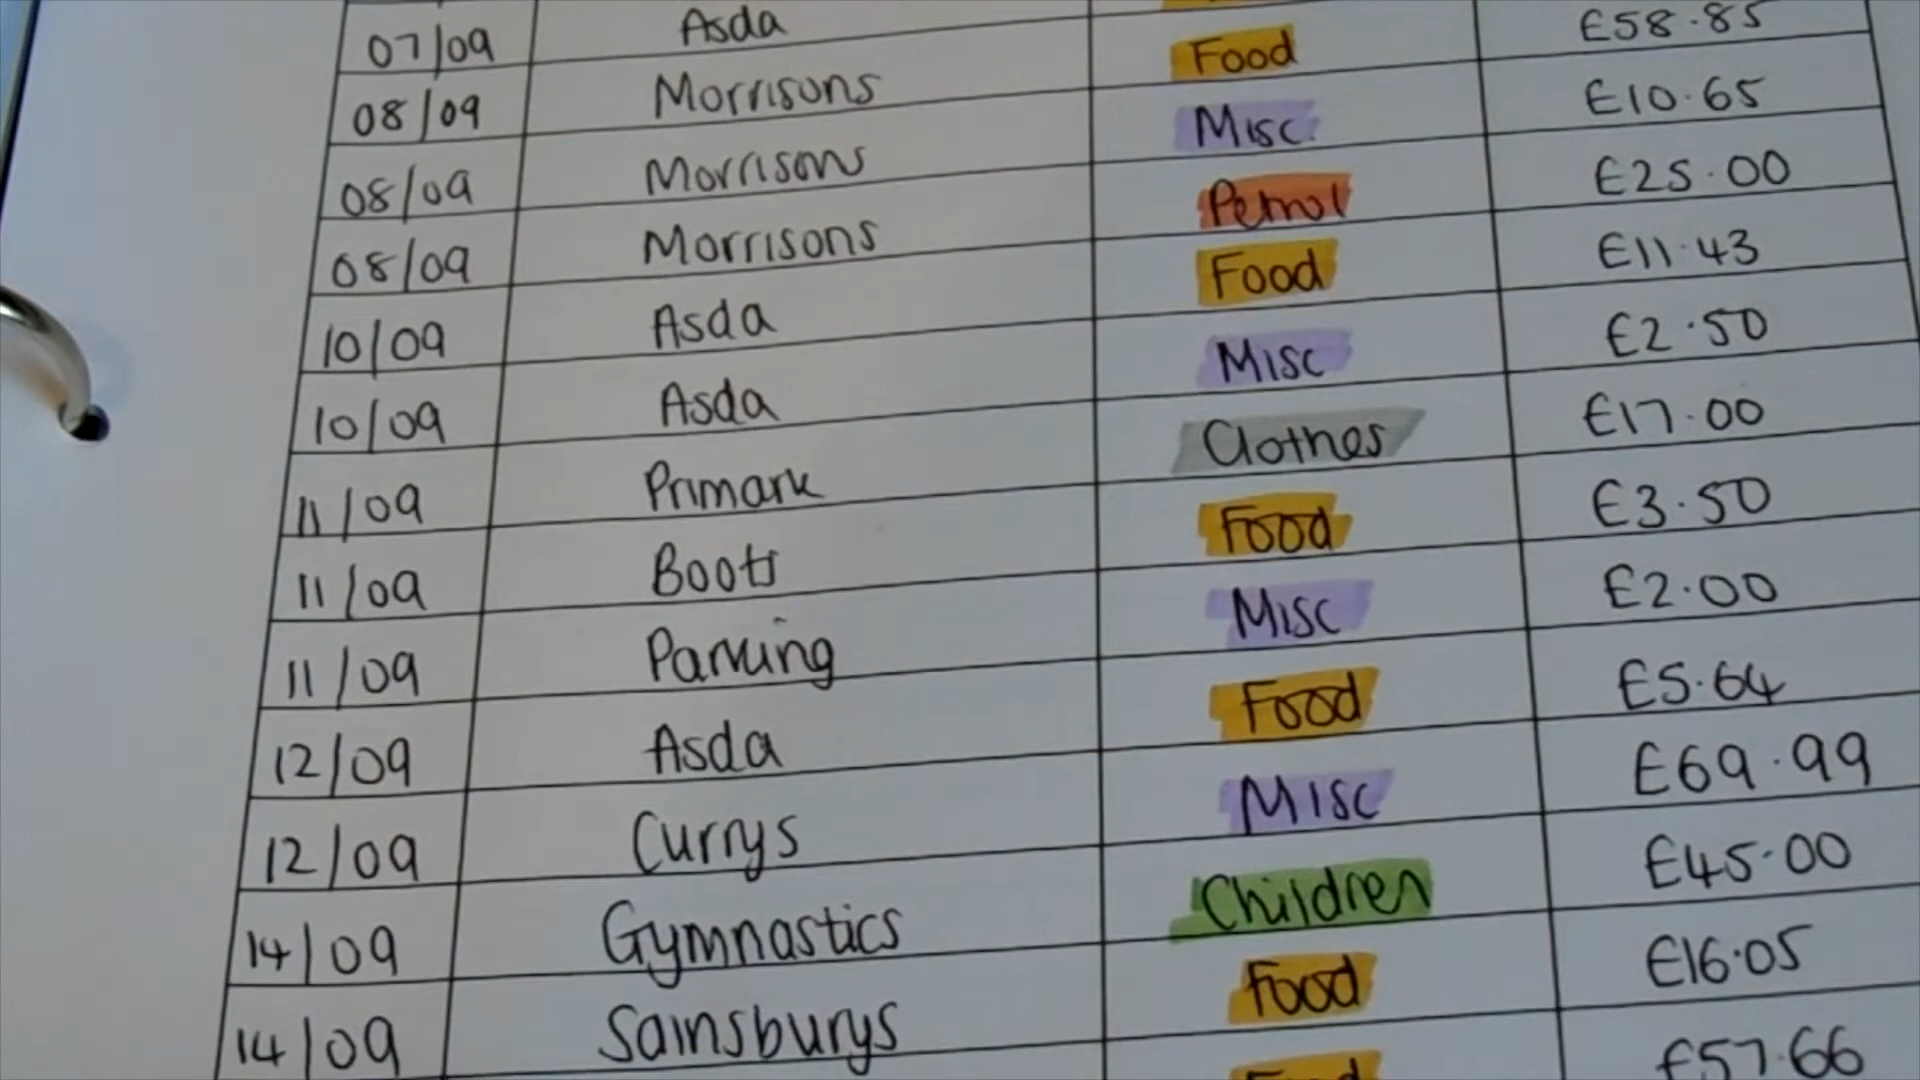 07/09 Asda
08/09 Morrisons Food £58.85
08/09 Morrisons Misc. £10.65
08/09 Morrisons Petrol £25.00
10/09 Asda Food £11.43
10/09 Asda Misc £2.50
11/09 Primark Clothes £17.00
11/09 Boots Food £3.50
11/09 Parking Misc £2.00
12/09 Asda Food £5.64
12/09 Currys Misc £69.99
14/09 Gymnastics Children £45.00
14/09 Sainsburys Food £16.05
Food £57.66